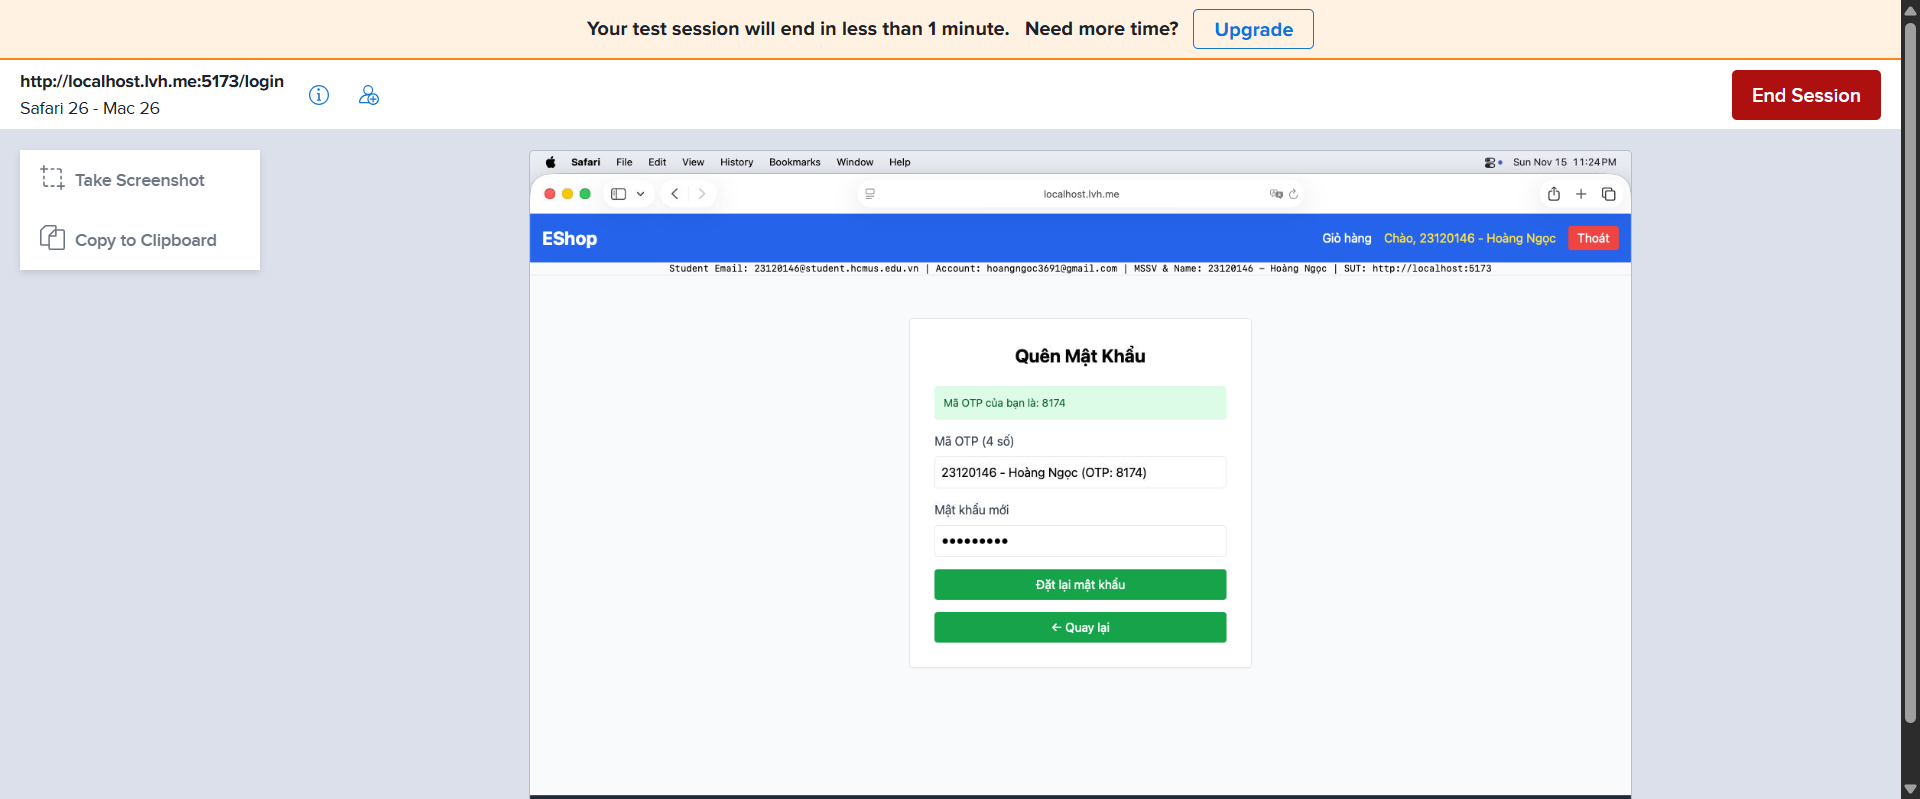 Your test session will end in less than 1 minute. Need more time? Upgrade
http://localhost.lvh.me:5173/login
Safari 26 - Mac 26
End Session
Take Screenshot
Copy to Clipboard
Safari File Edit View History Bookmarks Window Help Sun Nov 15 11:24 PM
localhost.lvh.me
EShop Giỏ hàng Chào, 23120146 - Hoàng Ngọc Thoát
Student Email: 23120146@student.hcmus.edu.vn | Account: hoangngoc3691@gmail.com | MSSV & Name: 23120146 – Hoàng Ngọc | SUT: http://localhost:5173
Quên Mật Khẩu
Mã OTP của bạn là: 8174
Mã OTP (4 số)
23120146 - Hoàng Ngọc (OTP: 8174)
Mật khẩu mới
•••••••••
Đặt lại mật khẩu
← Quay lại